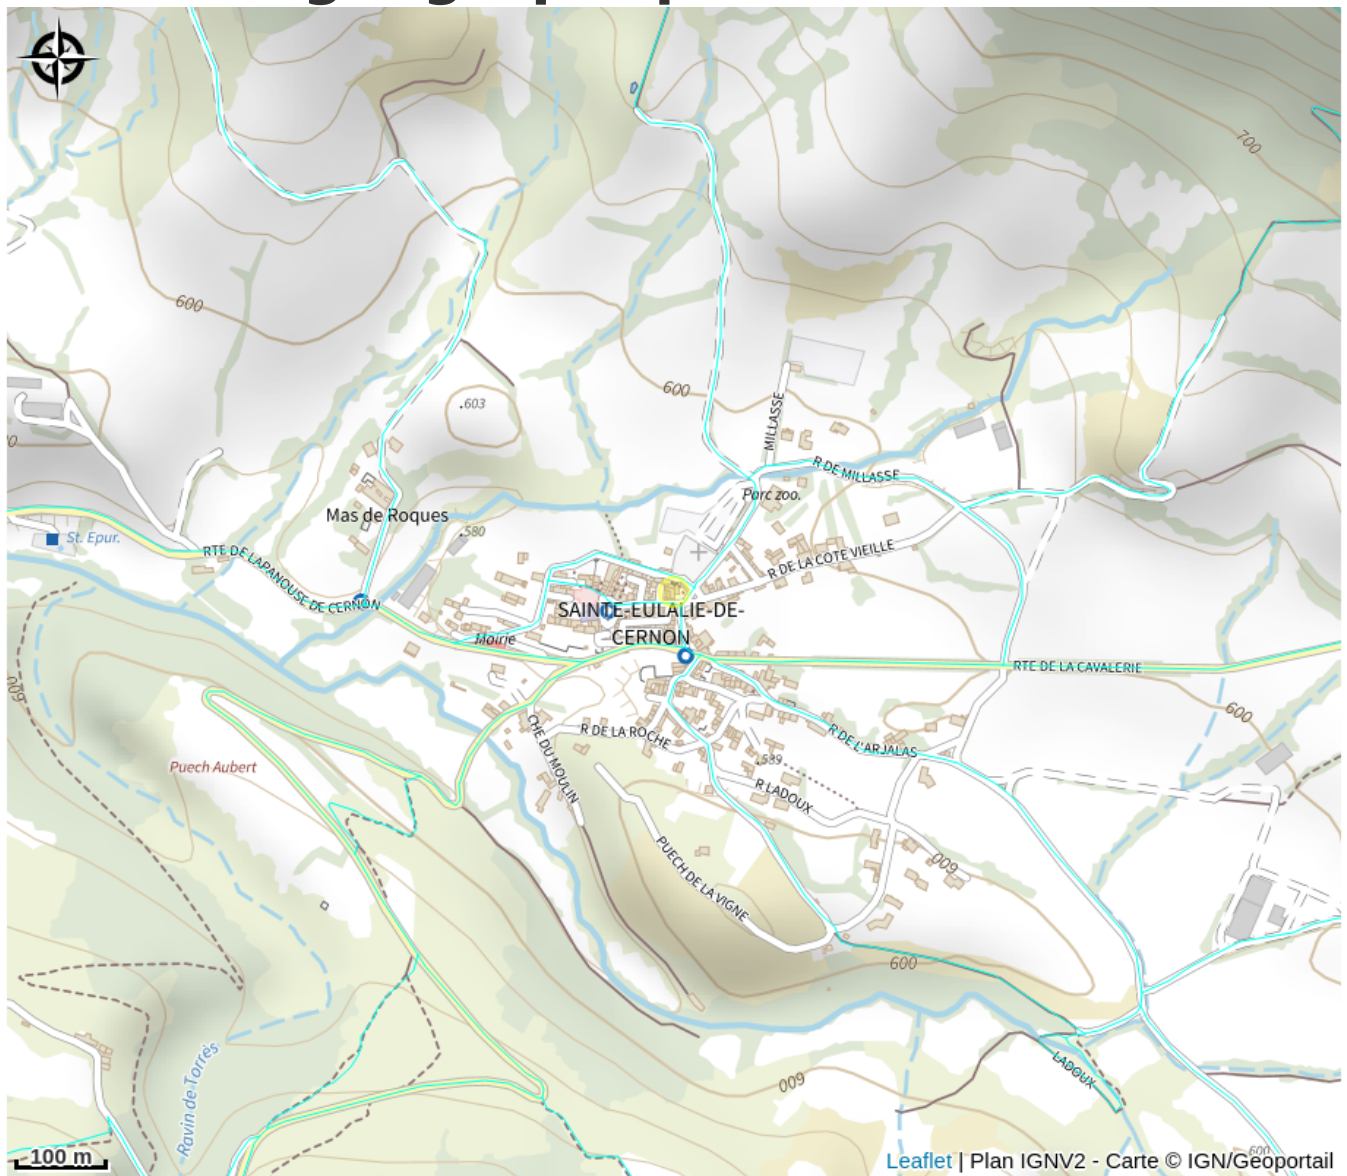 700
600
600
.603
MILLASSE
R DE MILLASSE
Parc zoo.
Mas de Roques
.580
St. Epur.
RTE DE LAPANOUSE DE CERNON
R DE LA COTE VIEILLE
SAINTE-EULALIE-DE-
CERNON
Mairie
RTE DE LA CAVALERIE
600
600
CHE DU MOULIN
R DE LA ROCHE
R DE L'ARJALAS
.589
Puech Aubert
R LADOUX
PUECH DE LA VIGNE
600
600
LADOUX
600
Ravin de Torrès
600
100 m
Leaflet | Plan IGNV2 - Carte © IGN/Geoportail